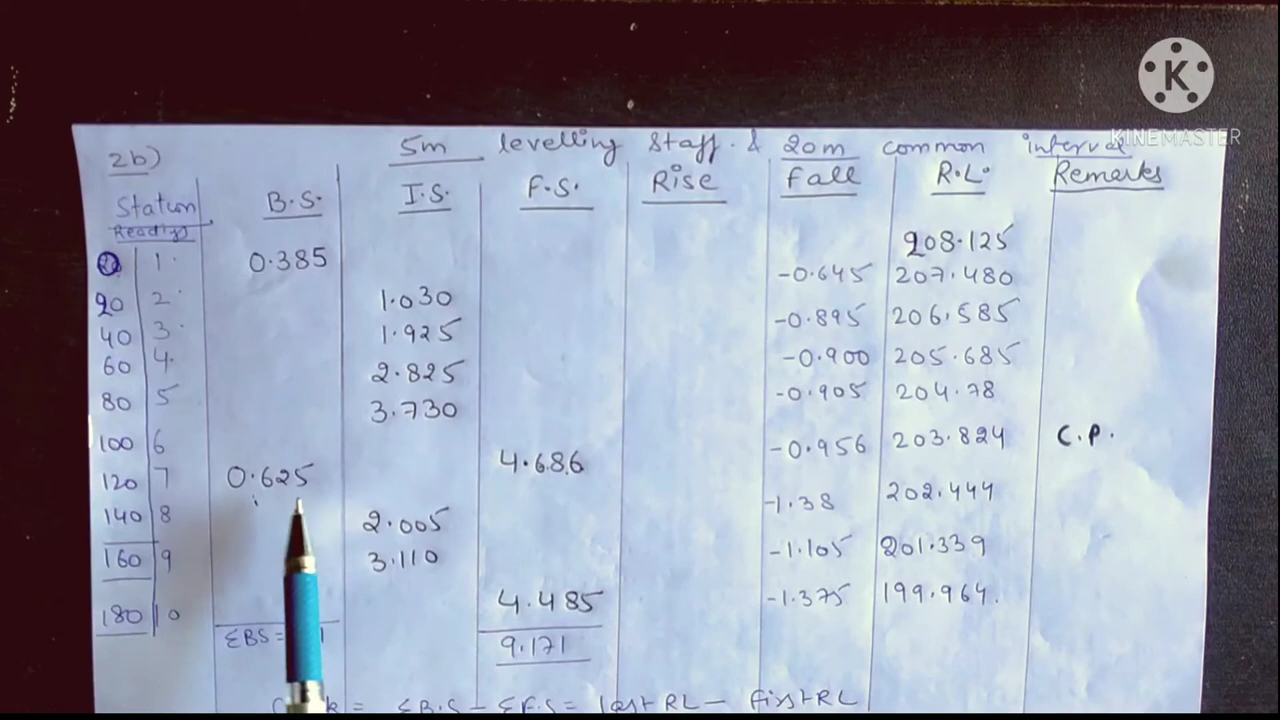 KINEMASTER
2b) 5m levelling Staff & 20m common interval
Station Readings B.S. I.S. F.S. Rise Fall R.L. Remarks
1. 0.385 208.125
-0.645 207.480
20 2. 1.030
40 3. 1.925 -0.895 206.585
60 4. 2.825 -0.900 205.685
80 5 3.730 -0.905 204.78
100 6 4.686 -0.956 203.824 C.P.
120 7 0.625
140 8 2.005 -1.38 202.444
160 9 3.110 -1.105 201.339
180 10 4.485 -1.375 199.964.
ΣBS = 9.171
= ΣB.S - ΣF.S = last RL - first RL